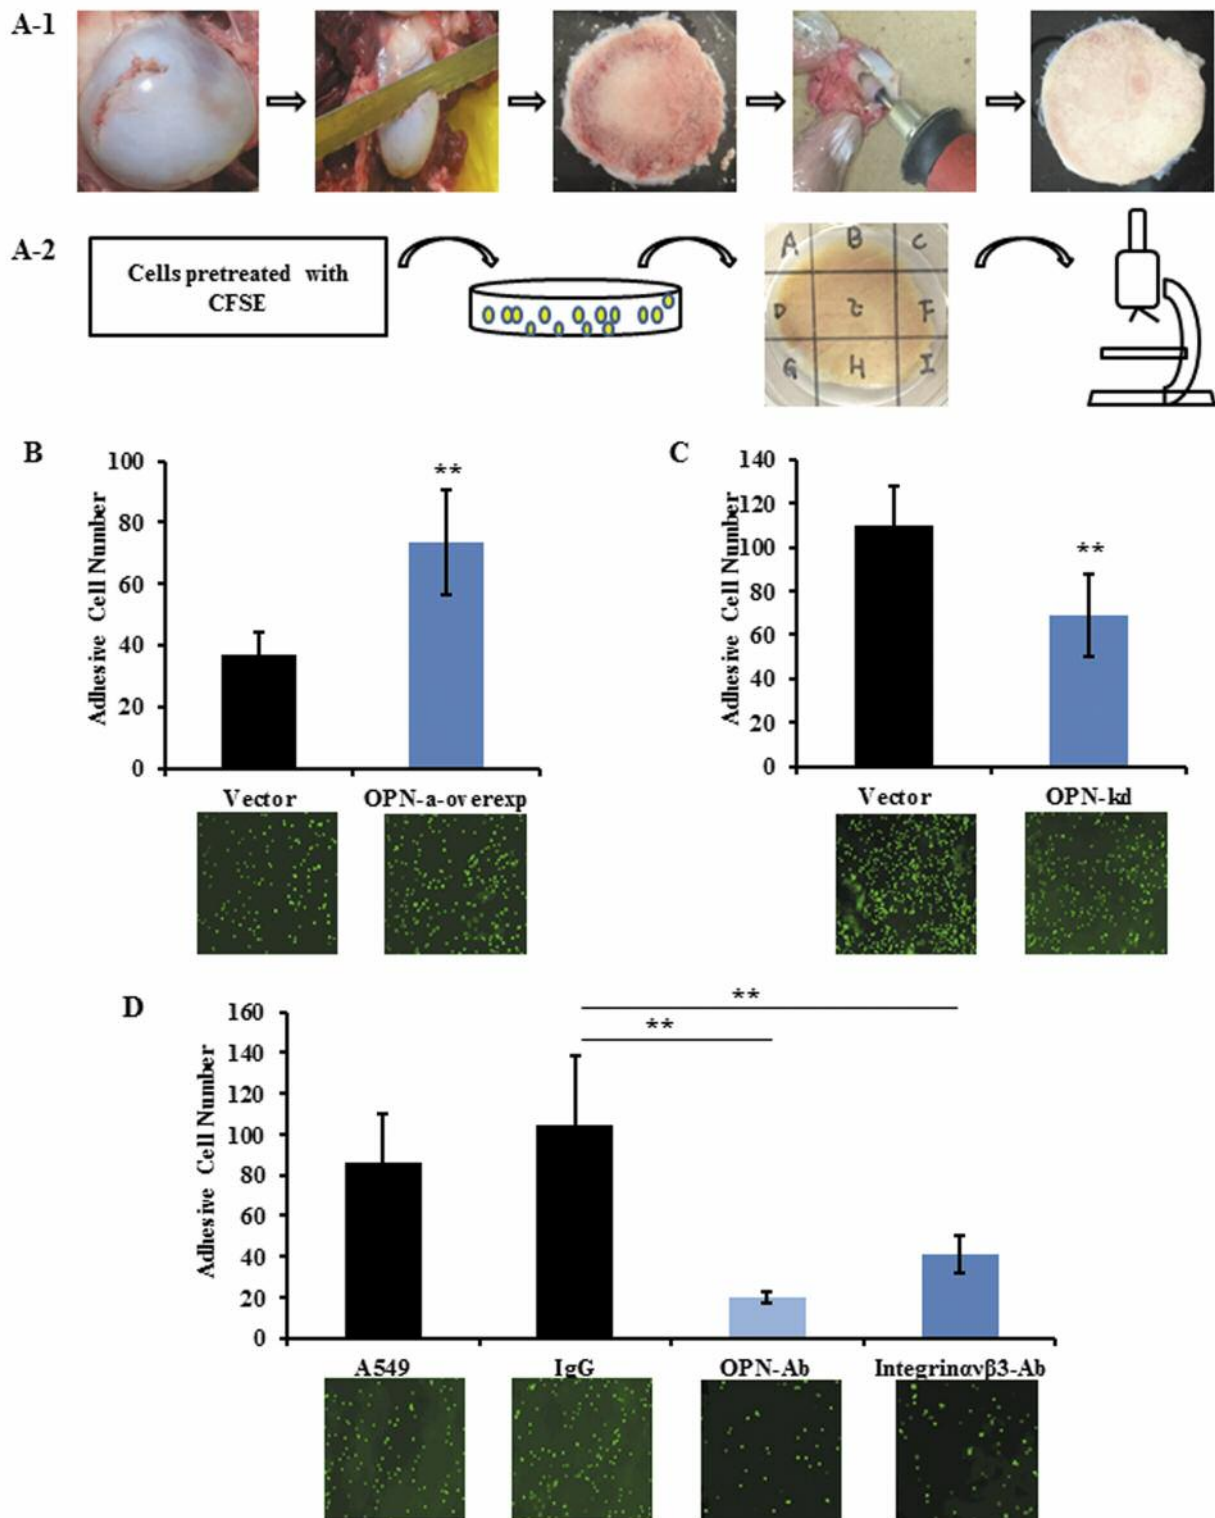 A-1
A-2
Cells pretreated with
CFSE
A B C
D F
G H I
B
100
80
60
40
20
0
Adhesive Cell Number
**
Vector OPN-a-overexp
C
140
120
100
80
60
40
20
0
Adhesive Cell Number
**
Vector OPN-kd
D
160
140
120
100
80
60
40
20
0
Adhesive Cell Number
**
**
A549 IgG OPN-Ab Integrinαvβ3-Ab